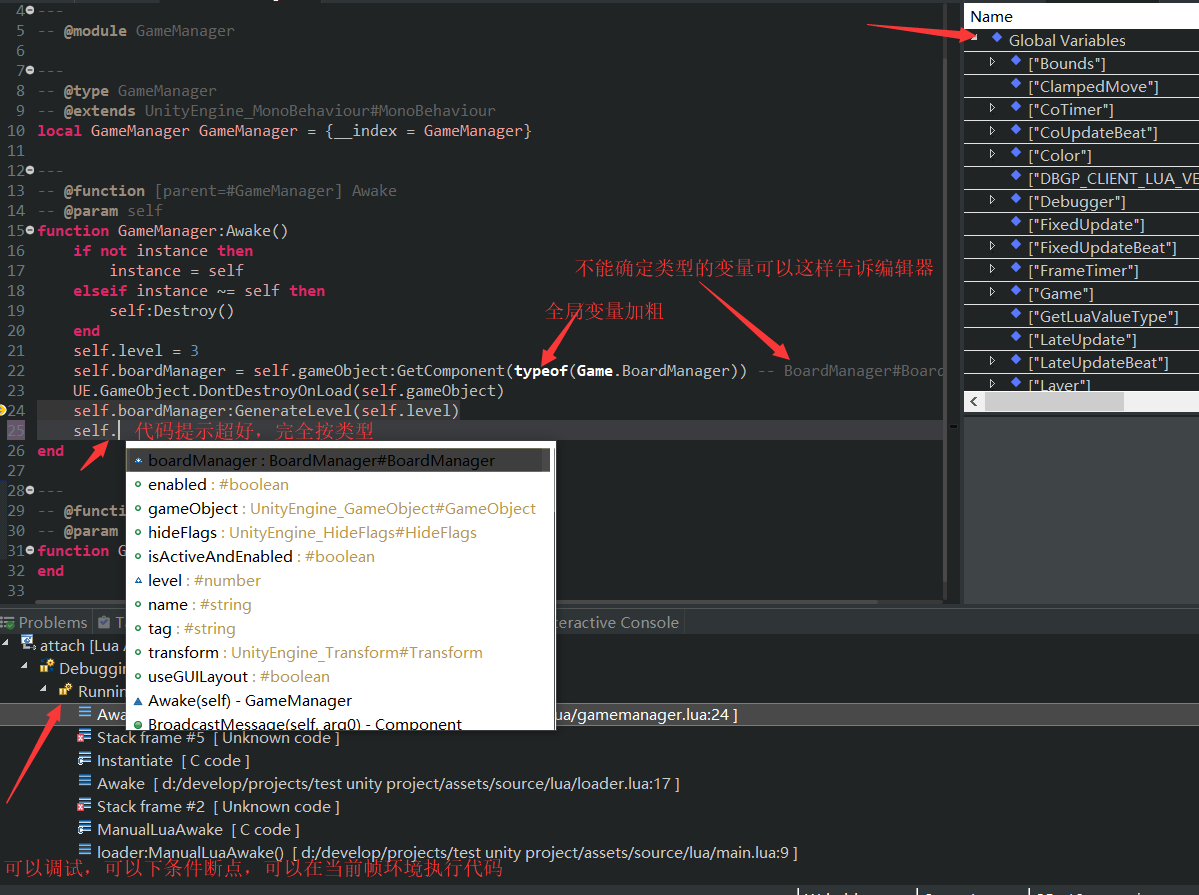 4 ---
5 -- @module GameManager
6
7 ---
8 -- @type GameManager
9 -- @extends UnityEngine_MonoBehaviour#MonoBehaviour
10 local GameManager GameManager = {__index = GameManager}
11
12 ---
13 -- @function [parent=#GameManager] Awake
14 -- @param self
15 function GameManager:Awake()
16 if not instance then
17 instance = self
不能确定类型的变量可以这样告诉编辑器
18 elseif instance ~= self then
19 self:Destroy()
全局变量加粗
20 end
21 self.level = 3
22 self.boardManager = self.gameObject:GetComponent(typeof(Game.BoardManager)) -- BoardManager#Board
23 UE.GameObject.DontDestroyOnLoad(self.gameObject)
24 self.boardManager:GenerateLevel(self.level)
25 self. 代码提示超好，完全按类型
26 end
27
28 ---
29 -- @functi
30 -- @param
31 function G
32 end
33
boardManager : BoardManager#BoardManager
enabled : #boolean
gameObject : UnityEngine_GameObject#GameObject
hideFlags : UnityEngine_HideFlags#HideFlags
isActiveAndEnabled : #boolean
level : #number
name : #string
tag : #string
transform : UnityEngine_Transform#Transform
useGUILayout : #boolean
Awake(self) - GameManager
BroadcastMessage(self, arg0) - Component
Name
Global Variables
["Bounds"]
["ClampedMove"]
["CoTimer"]
["CoUpdateBeat"]
["Color"]
["DBGP_CLIENT_LUA_VE
["Debugger"]
["FixedUpdate"]
["FixedUpdateBeat"]
["FrameTimer"]
["Game"]
["GetLuaValueType"]
["LateUpdate"]
["LateUpdateBeat"]
["Layer"]
Problems T teractive Console
attach [Lua A
Debuggin
Runnin
Awa ua/gamemanager.lua:24 ]
Stack frame #5 [ Unknown code ]
Instantiate [ C code ]
Awake [ d:/develop/projects/test unity project/assets/source/lua/loader.lua:17 ]
Stack frame #2 [ Unknown code ]
ManualLuaAwake [ C code ]
loader:ManualLuaAwake() [ d:/develop/projects/test unity project/assets/source/lua/main.lua:9 ]
可以调试，可以下条件断点，可以在当前帧环境执行代码